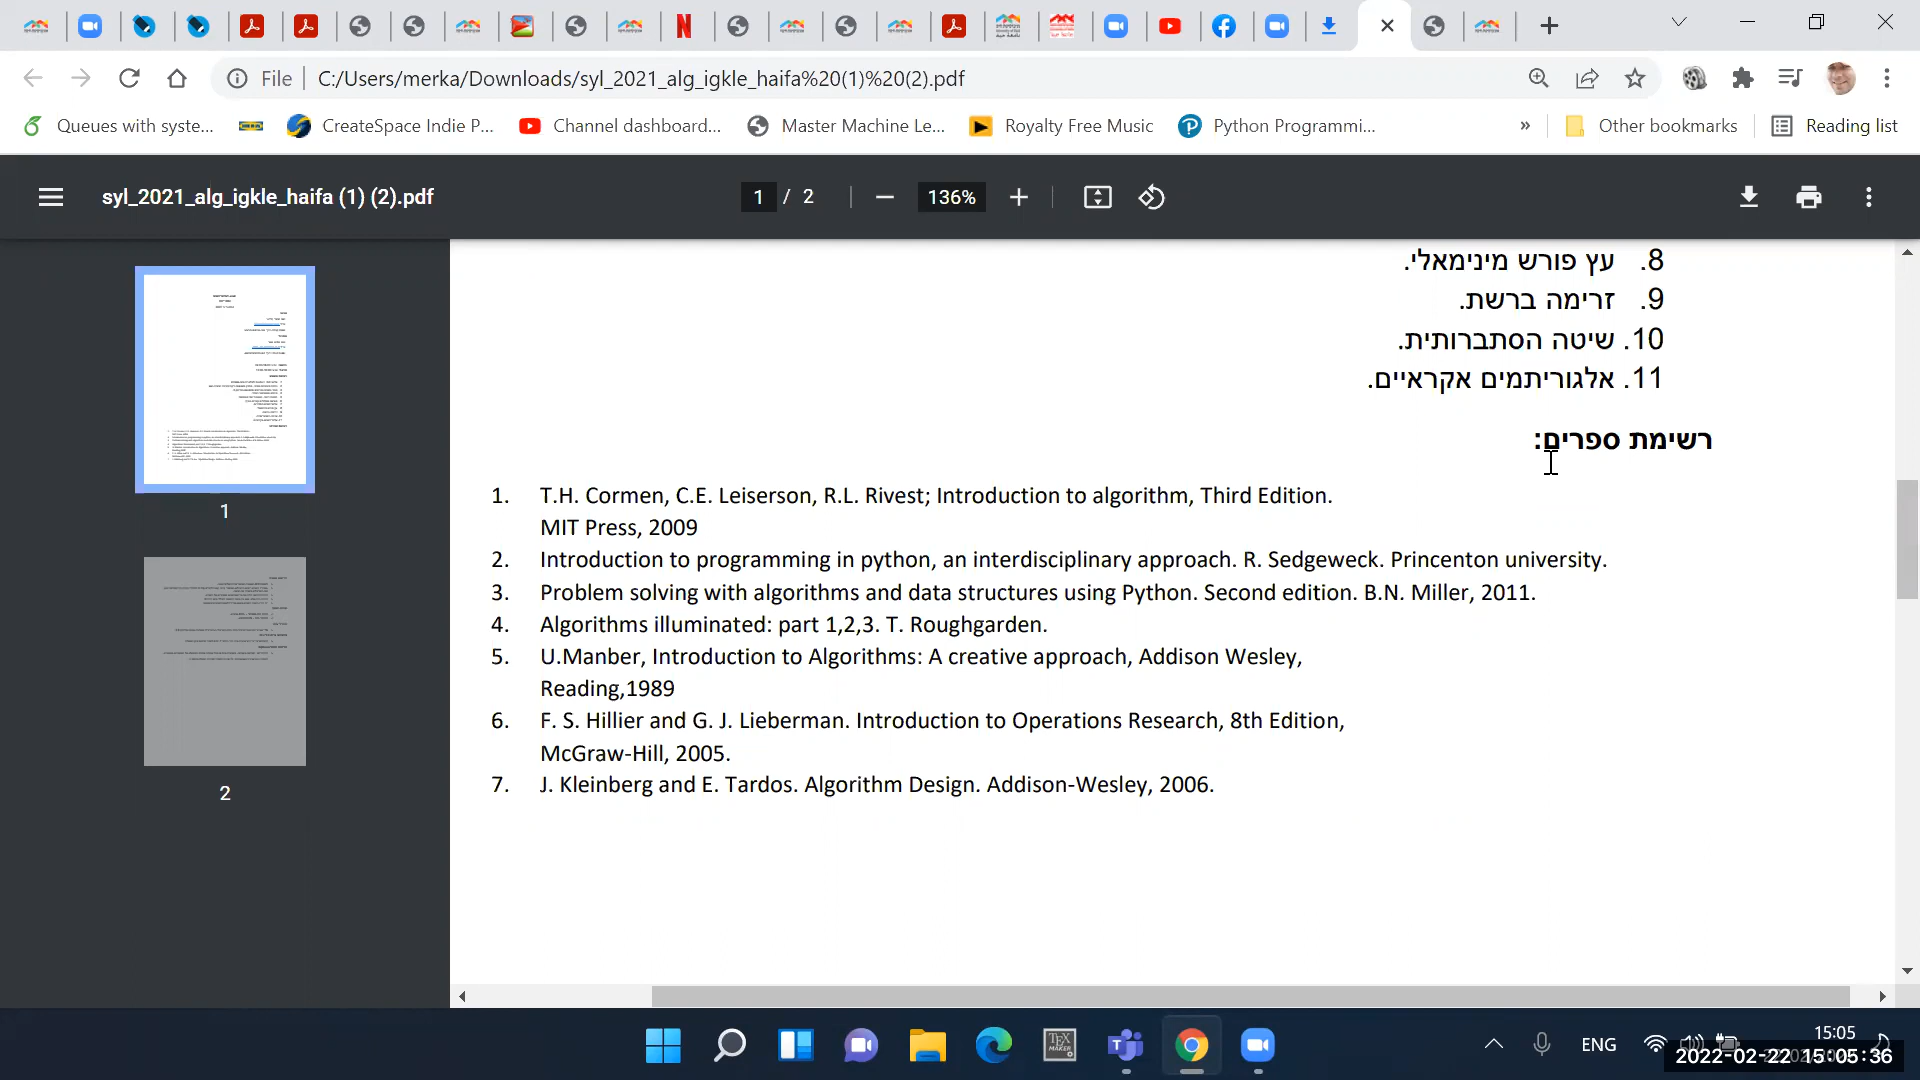 File
C:/Users/merka/Downloads/syl_2021_alg_igkle_haifa%20(1)%20(2).pdf
Queues with syste...
CreateSpace Indie P...
Channel dashboard...
Master Machine Le...
Royalty Free Music
Python Programmi...
»
Other bookmarks
Reading list
syl_2021_alg_igkle_haifa (1) (2).pdf
1 / 2
136%
1
2
8. עץ פורש מינימאלי.
9. זרימה ברשת.
10. שיטה הסתברותית.
11. אלגוריתמים אקראיים.
רשימת ספרים:
1. T.H. Cormen, C.E. Leiserson, R.L. Rivest; Introduction to algorithm, Third Edition.
MIT Press, 2009
2. Introduction to programming in python, an interdisciplinary approach. R. Sedgeweck. Princeton university.
3. Problem solving with algorithms and data structures using Python. Second edition. B.N. Miller, 2011.
4. Algorithms illuminated: part 1,2,3. T. Roughgarden.
5. U.Manber, Introduction to Algorithms: A creative approach, Addison Wesley,
Reading,1989
6. F. S. Hillier and G. J. Lieberman. Introduction to Operations Research, 8th Edition,
McGraw-Hill, 2005.
7. J. Kleinberg and E. Tardos. Algorithm Design. Addison-Wesley, 2006.
TEX
MAKER
ENG
15:05
2022-02-22 15:05:36